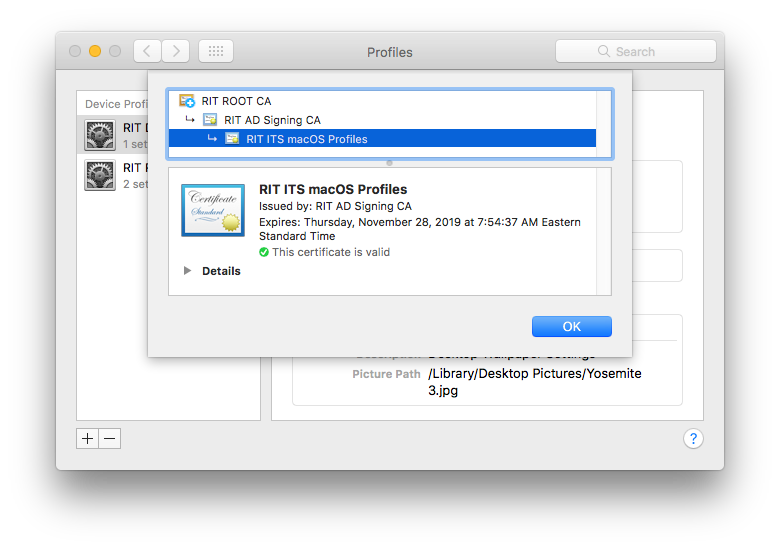 Profiles
Search
Device Profi
RIT D
1 set
RIT F
2 set
RIT ROOT CA
RIT AD Signing CA
RIT ITS macOS Profiles
Certificate
Standard
RIT ITS macOS Profiles
Issued by: RIT AD Signing CA
Expires: Thursday, November 28, 2019 at 7:54:37 AM Eastern
Standard Time
This certificate is valid
Details
OK
Description Desktop Wallpaper Settings
Picture Path /Library/Desktop Pictures/Yosemite
3.jpg
?